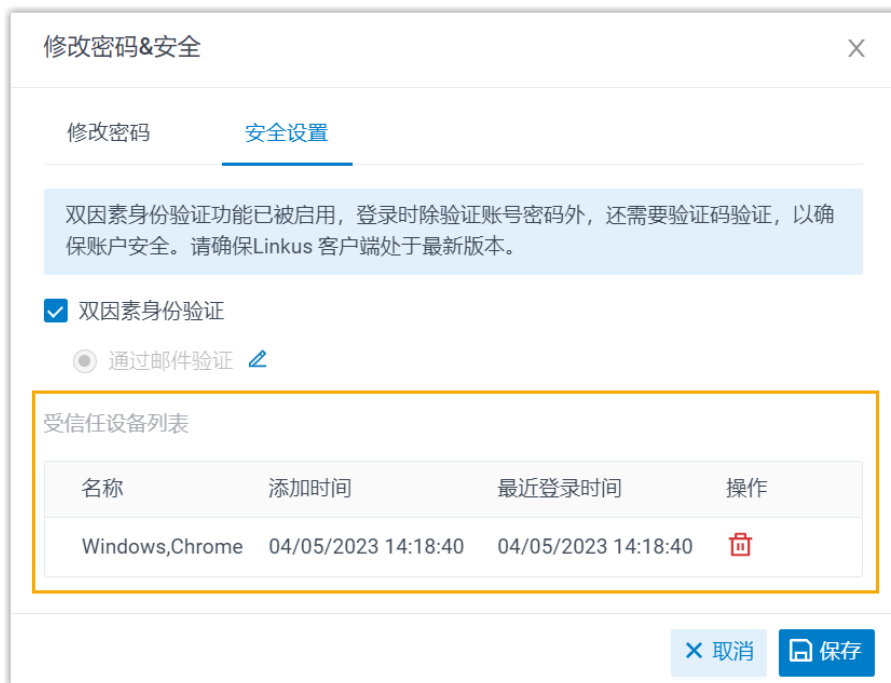 修改密码&安全
修改密码 安全设置
双因素身份验证功能已被启用，登录时除验证账号密码外，还需要验证码验证，以确
保账户安全。请确保Linkus 客户端处于最新版本。
双因素身份验证
通过邮件验证
受信任设备列表
名称 添加时间 最近登录时间 操作
Windows,Chrome 04/05/2023 14:18:40 04/05/2023 14:18:40
取消 保存